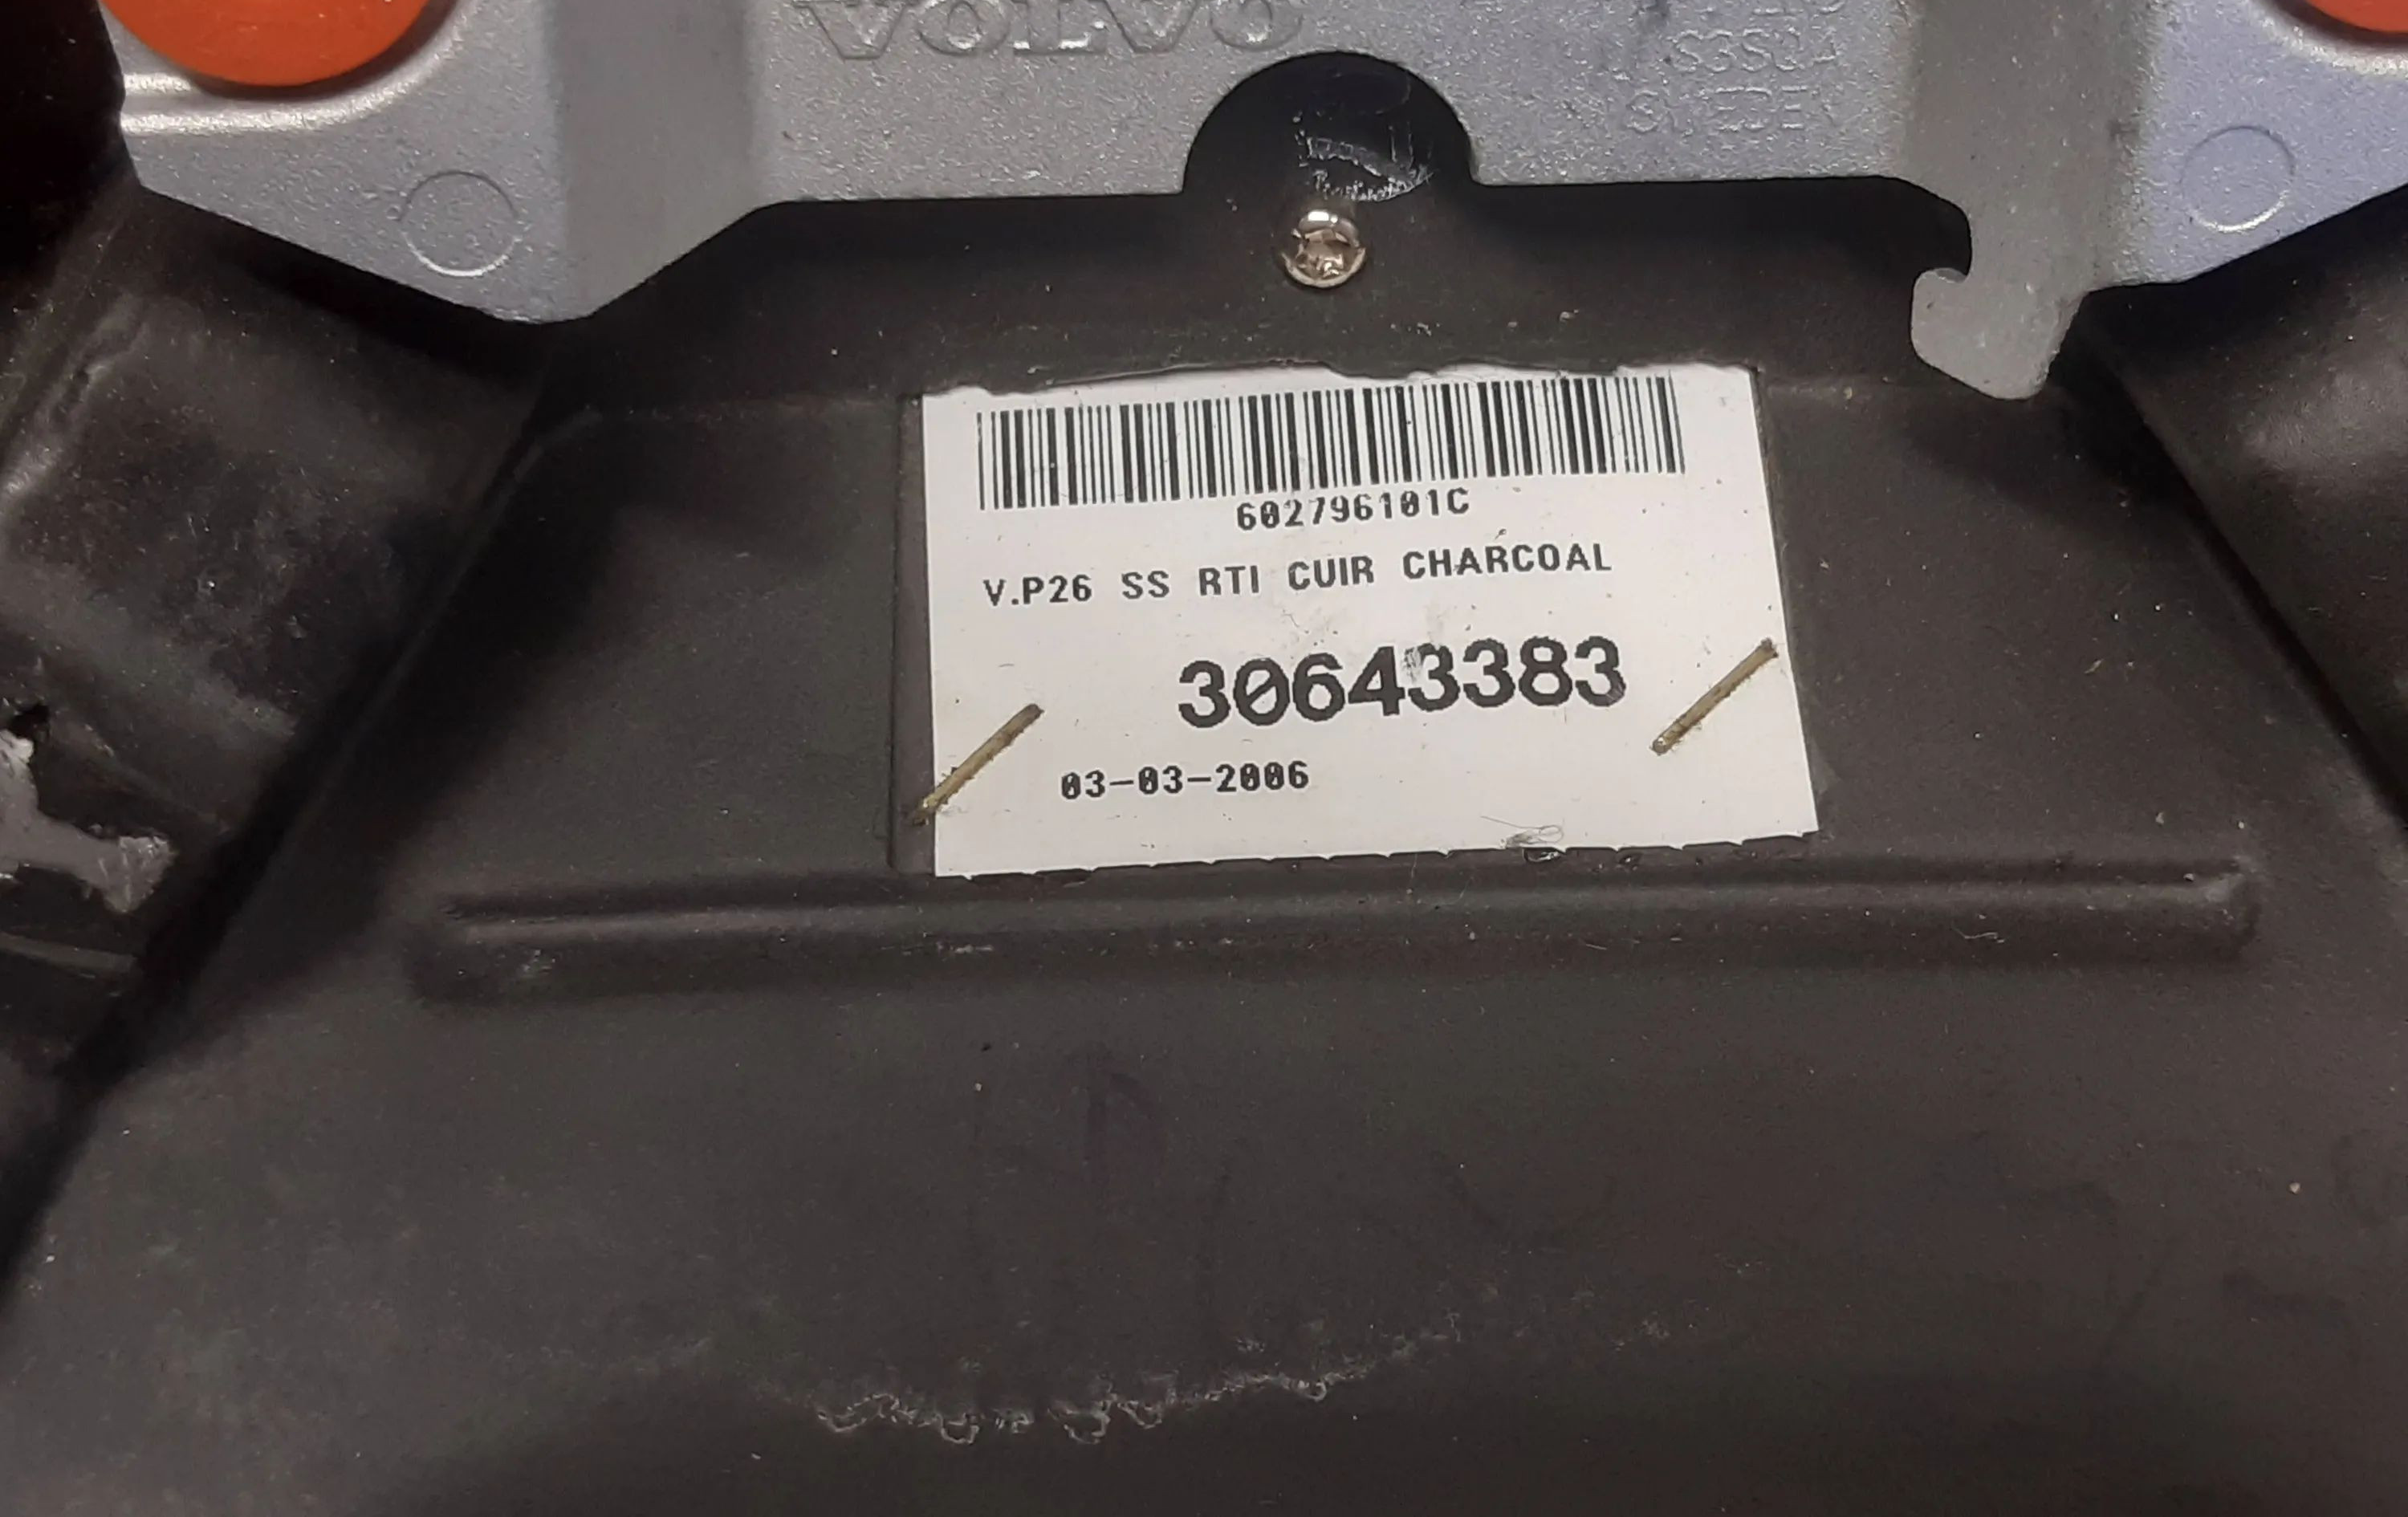 VOLVO
602796101C
V.P26 SS RTI CUIR CHARCOAL
30643383
03-03-2006